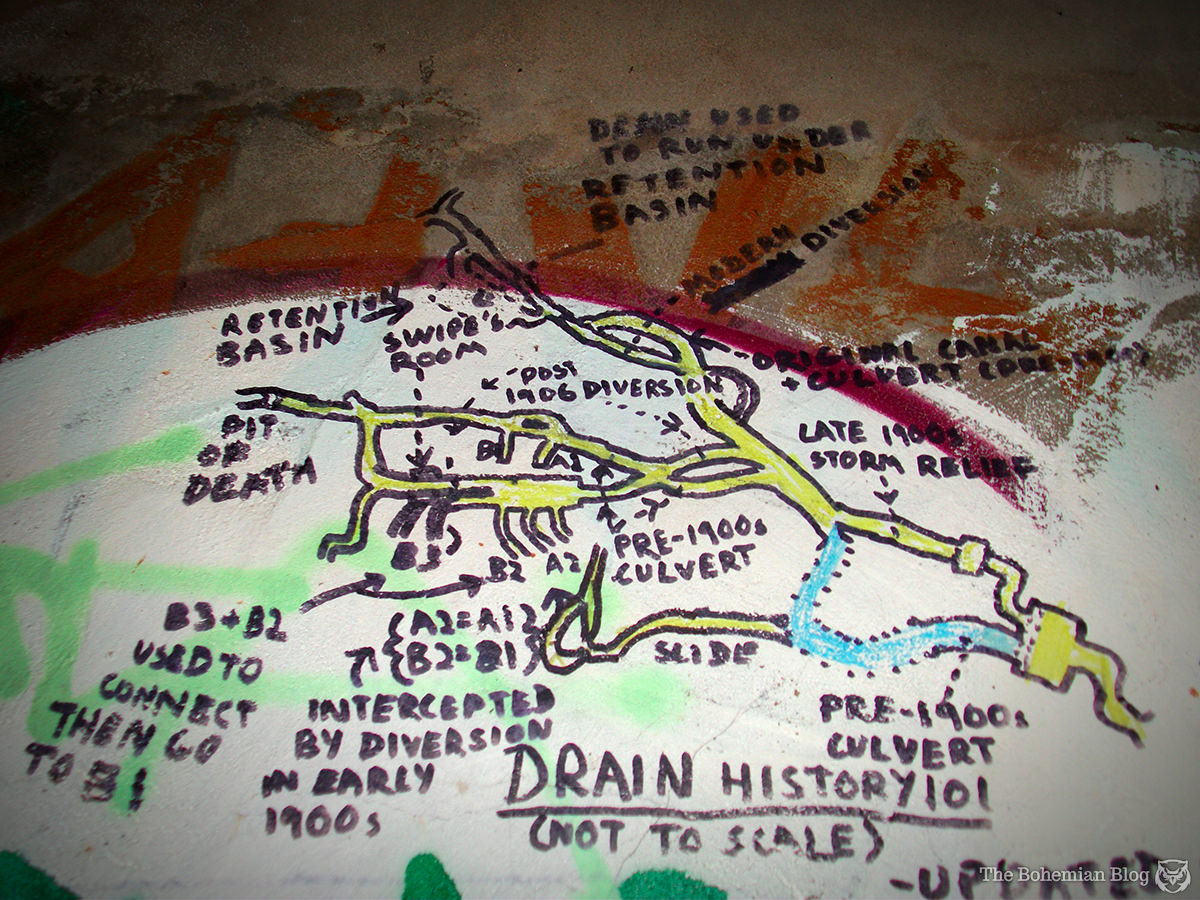 DESIGN USED
TO RUN UNDER
RETENTION
BASIN
MODERN DIVERSION
RETENTION
BASIN
SWIPE'S
ROOM
ORIGINAL CANAL
+ CULVERT
POST
1906 DIVERSION
PIT
OF
DEATH
B1
A1
LATE 1900s
STORM RELIEF
B3
B2
A2
PRE-1900s
CULVERT
B3+B2
USED TO
CONNECT
THEN GO
TO B1
(A2=A1)
(B2=B1)
INTERCEPTED
BY DIVERSION
IN EARLY
1900s
SLIDE
PRE-1900s
CULVERT
DRAIN HISTORY 101
(NOT TO SCALE)
-UPDATED
The Bohemian Blog